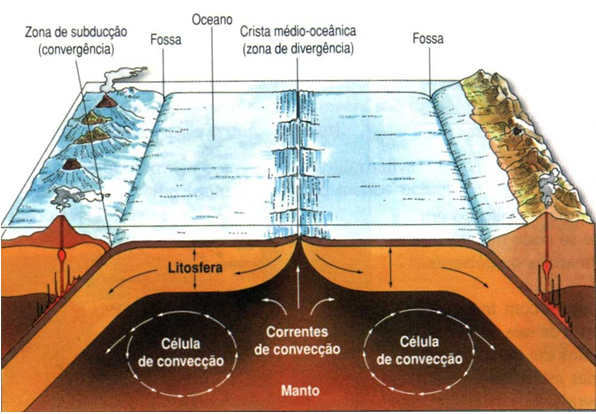 Oceano
Zona de subducção
(convergência)
Fossa
Crista médio-oceânica
(zona de divergência)
Fossa
Litosfera
Célula
de convecção
Correntes
de convecção
Célula
de convecção
Manto